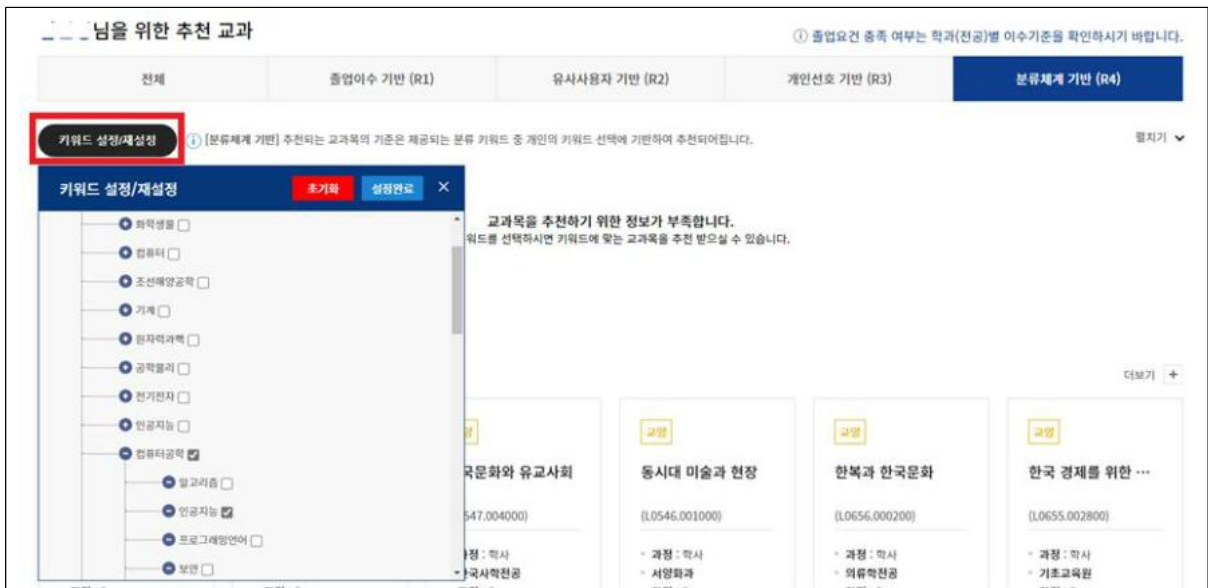 님을 위한 추천 교과
ⓘ 졸업요건 충족 여부는 학과(전공)별 이수기준을 확인하시기 바랍니다.
전체
졸업이수 기반 (R1)
유사사용자 기반 (R2)
개인선호 기반 (R3)
분류체계 기반 (R4)
키워드 설정/재설정
ⓘ [분류체계 기반] 추천되는 교과목의 기준은 제공되는 분류 키워드 중 개인의 키워드 선택에 기반하여 추천되어집니다.
펼치기
키워드 설정/재설정
초기화
설정완료
×
화학생물
컴퓨터
조선해양공학
기계
원자력과핵
공학물리
전기전자
인공지능
컴퓨터공학
알고리즘
인공지능
프로그래밍언어
보안
교과목을 추천하기 위한 정보가 부족합니다.
워드를 선택하시면 키워드에 맞는 교과목을 추천 받으실 수 있습니다.
더보기 +
국문화와 유교사회
547.004000)
정 : 학사
국사학전공
교양
동시대 미술과 현장
(L0546.001000)
과정 : 학사
서양화과
교양
한복과 한국문화
(L0656.000200)
과정 : 학사
의류학전공
교양
한국 경제를 위한 …
(L0655.002800)
과정 : 학사
기초교육원